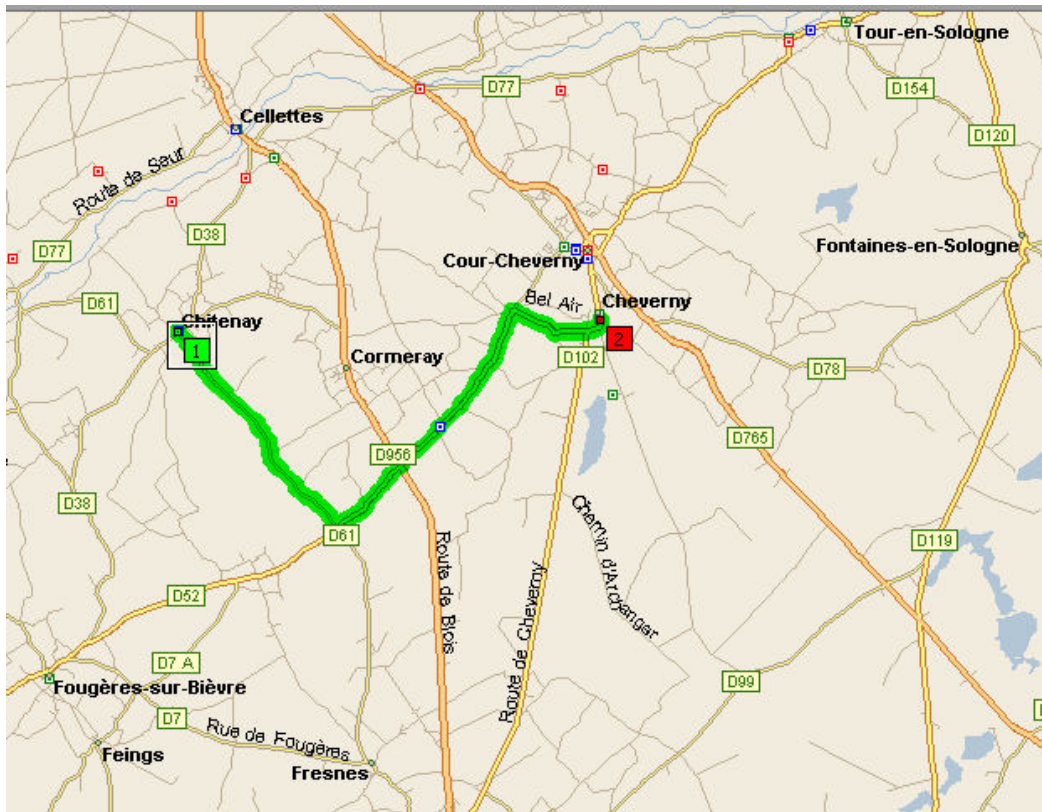 Tour-en-Sologne
D77
D154
Cellettes
D120
Route de Saur
D38
D77
Fontaines-en-Sologne
Cour-Cheverny
D61
Bel Air
Cheverny
Chitenay
1
2
Cormeray
D102
D78
D765
D956
D38
Chemin d'Archangar
D61
D119
Route de Blois
D52
Route de Cheverny
D7 A
D99
Fougères-sur-Bièvre
D7
Rue de Fougères
Feings
Fresnes